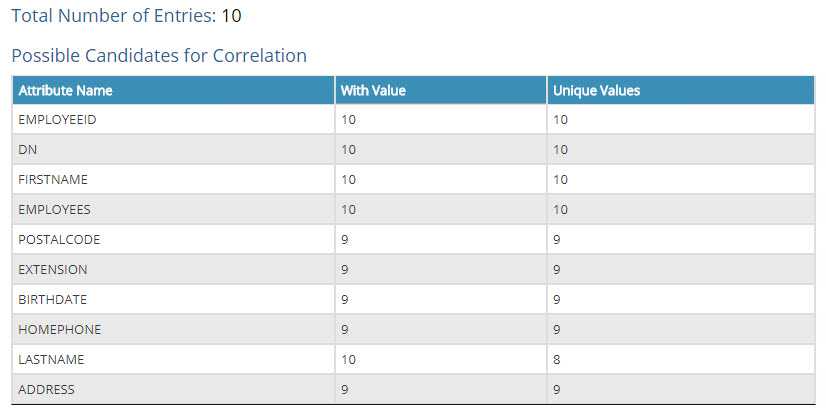 Total Number of Entries: 10
Possible Candidates for Correlation
Attribute Name With Value Unique Values
EMPLOYEEID 10 10
DN 10 10
FIRSTNAME 10 10
EMPLOYEES 10 10
POSTALCODE 9 9
EXTENSION 9 9
BIRTHDATE 9 9
HOMEPHONE 9 9
LASTNAME 10 8
ADDRESS 9 9